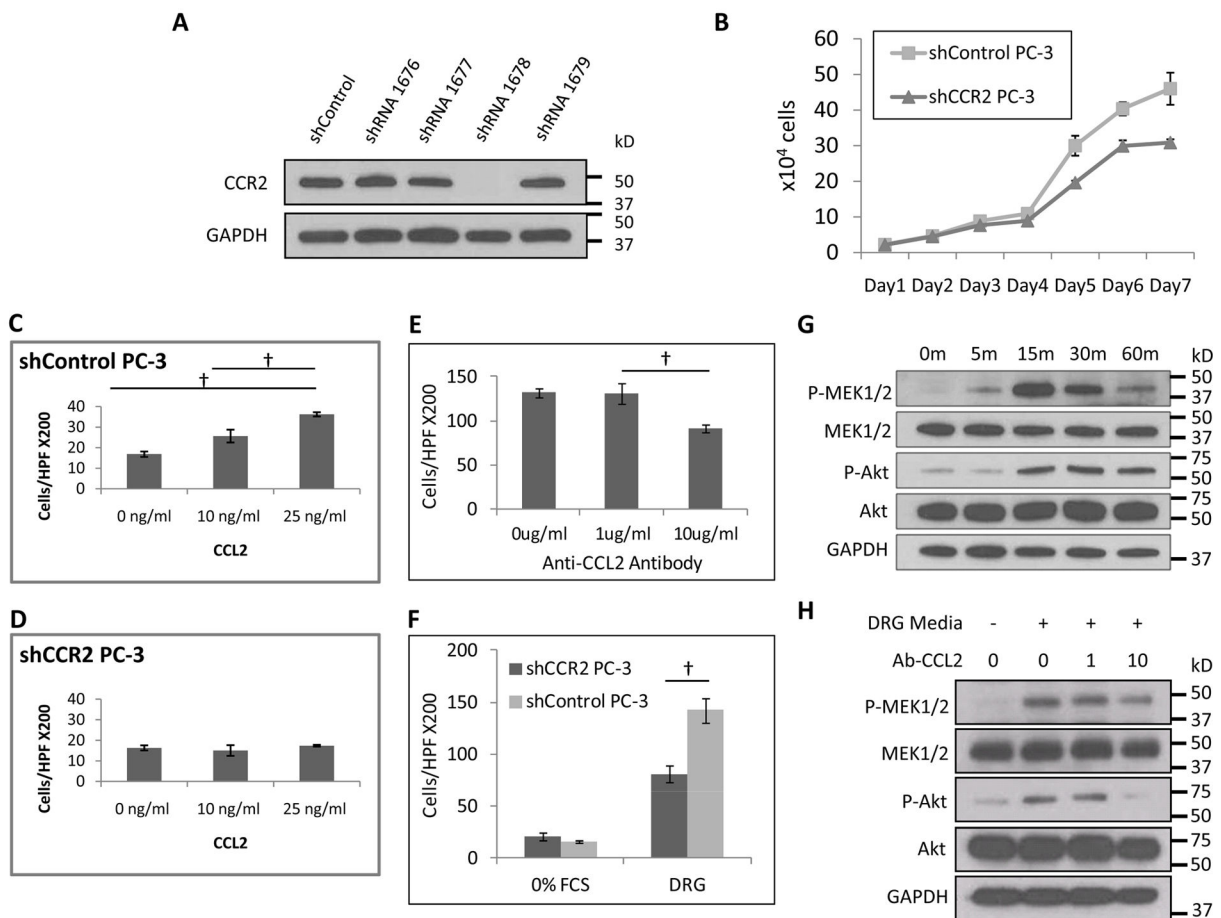 A
shControl
shRNA 1676
shRNA 1677
shRNA 1678
shRNA 1679
kD
CCR2
50
37
GAPDH
50
37
B
60
50
40
30
20
10
0
x10⁴ cells
shControl PC-3
shCCR2 PC-3
Day1 Day2 Day3 Day4 Day5 Day6 Day7
C
shControl PC-3
†
†
40
30
20
10
0
Cells/HPF X200
0 ng/ml 10 ng/ml 25 ng/ml
CCL2
D
shCCR2 PC-3
40
30
20
10
0
Cells/HPF X200
0 ng/ml 10 ng/ml 25 ng/ml
CCL2
E
†
150
100
50
0
Cells/HPF X200
0ug/ml 1ug/ml 10ug/ml
Anti-CCL2 Antibody
F
200
150
100
50
0
Cells/HPF X200
shCCR2 PC-3
shControl PC-3
†
0% FCS DRG
G
0m 5m 15m 30m 60m kD
P-MEK1/2
50
37
MEK1/2
50
37
P-Akt
75
50
Akt
75
50
GAPDH
37
H
DRG Media - + + +
Ab-CCL2 0 0 1 10 kD
P-MEK1/2
50
37
MEK1/2
50
37
P-Akt
75
50
Akt
75
50
GAPDH
37